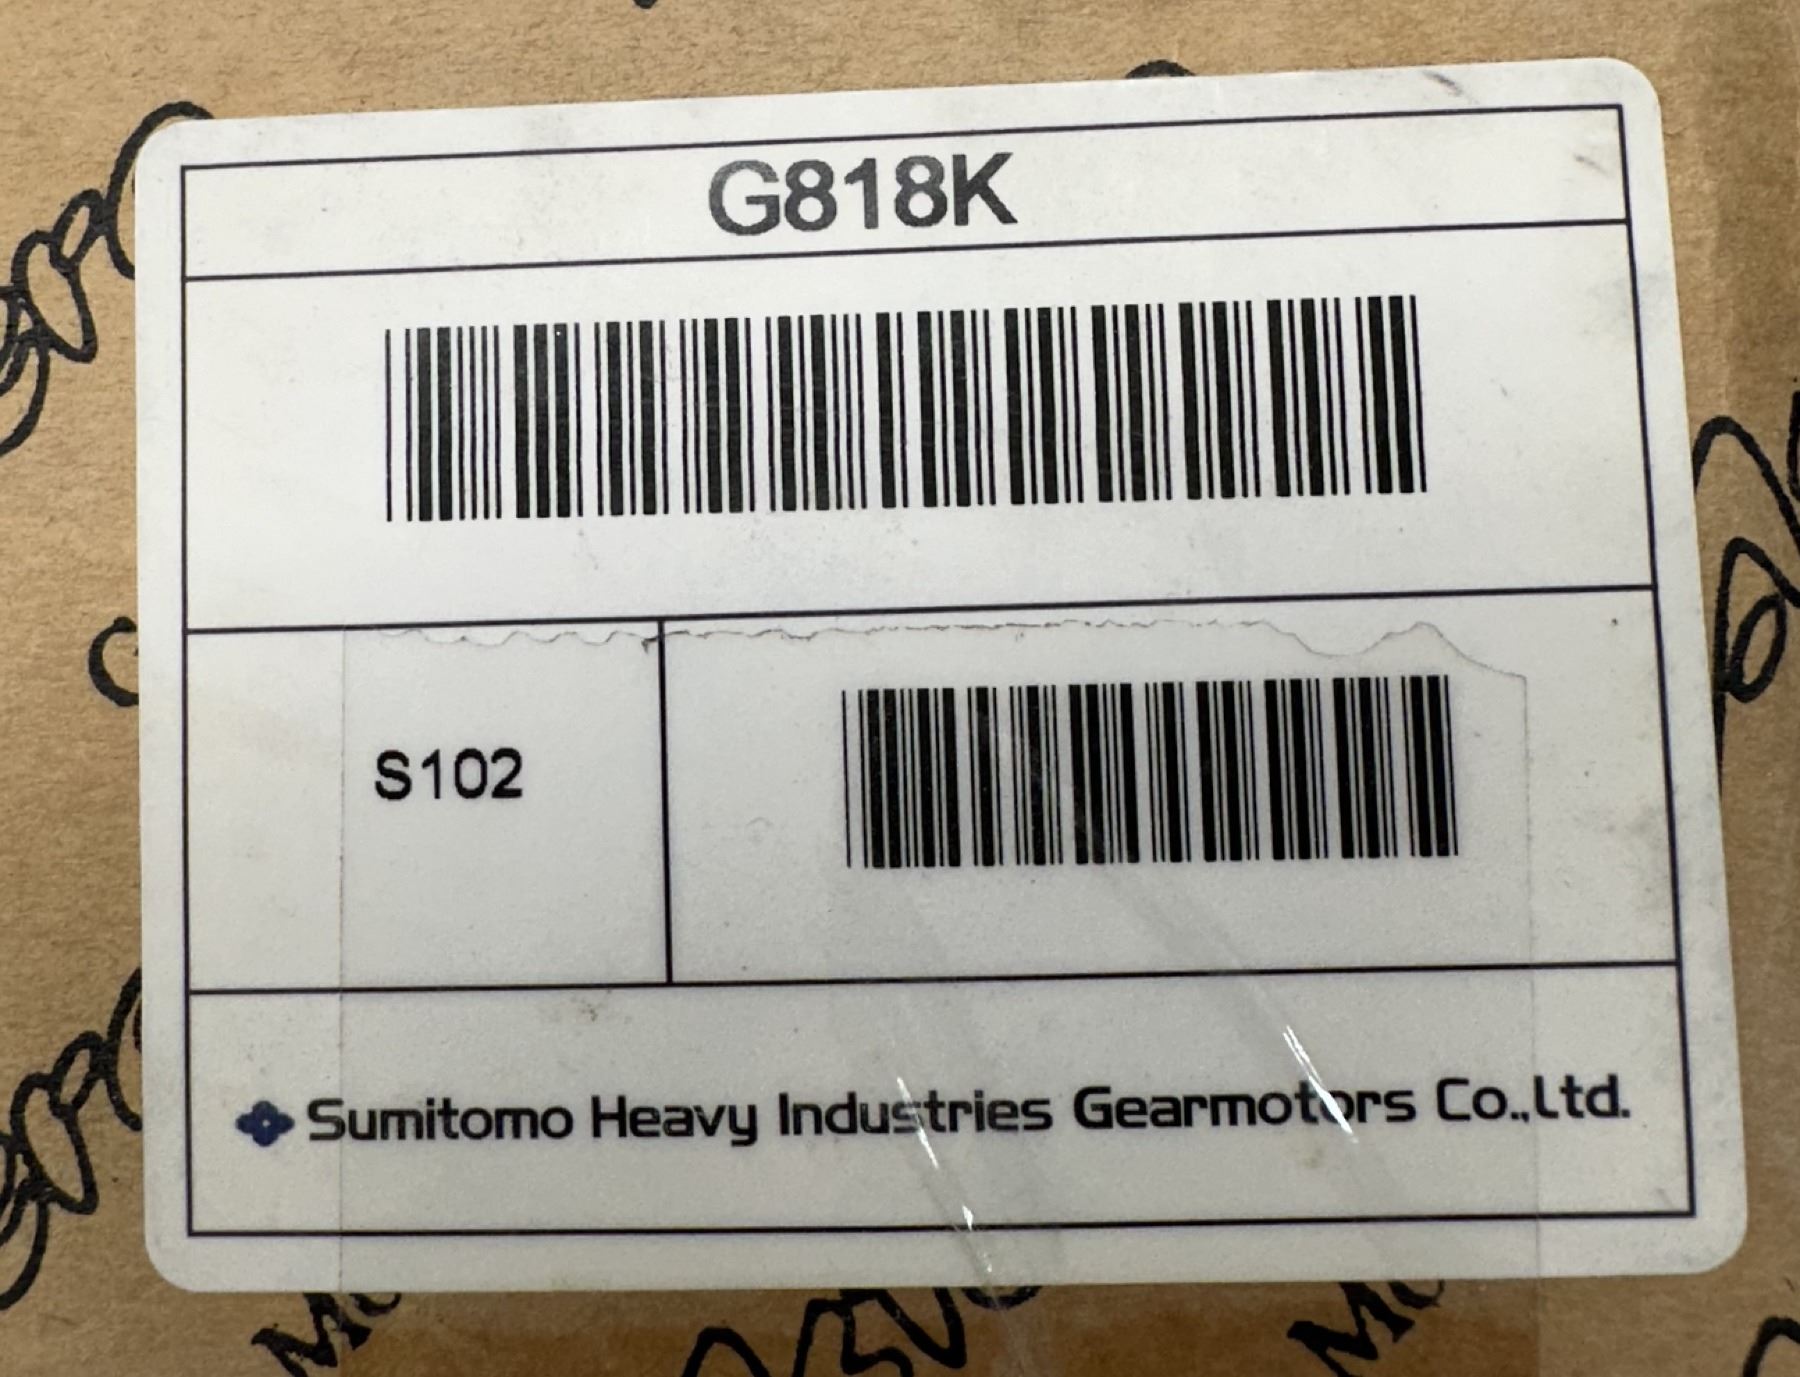 G818K
S102
Sumitomo Heavy Industries Gearmotors Co.,Ltd.